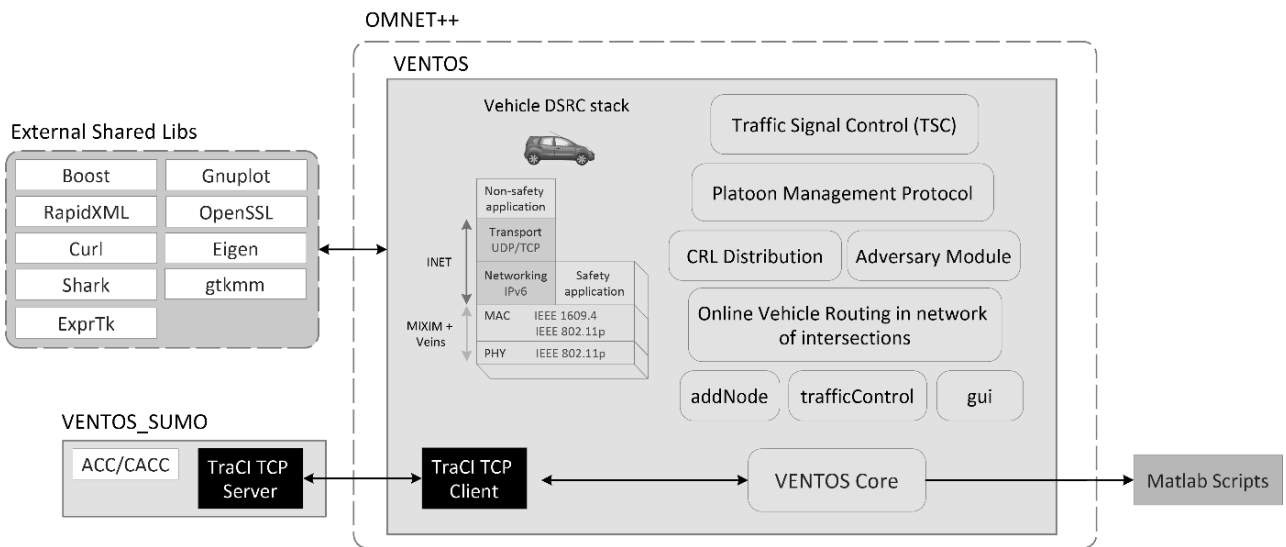 OMNET++
VENTOS
External Shared Libs
Boost
Gnuplot
RapidXML
OpenSSL
Curl
Eigen
Shark
gtkmm
ExprTk
Vehicle DSRC stack
Non-safety
application
Transport
UDP/TCP
INET
Networking
IPv6
Safety
application
MIXIM +
Veins
MAC IEEE 1609.4
IEEE 802.11p
PHY IEEE 802.11p
Traffic Signal Control (TSC)
Platoon Management Protocol
CRL Distribution
Adversary Module
Online Vehicle Routing in network
of intersections
addNode
trafficControl
gui
VENTOS_SUMO
ACC/CACC
TraCI TCP
Server
TraCI TCP
Client
VENTOS Core
Matlab Scripts